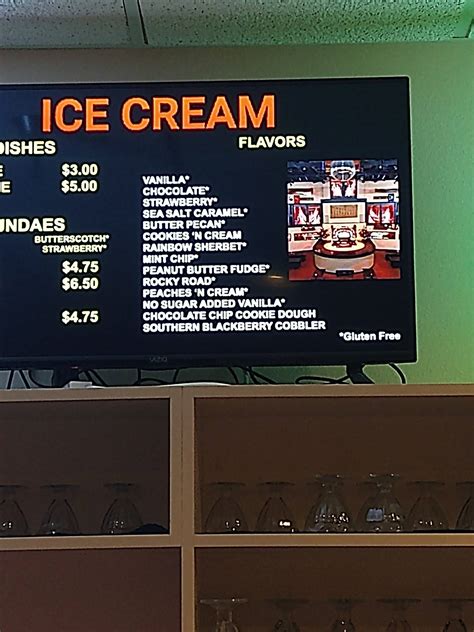 ICE CREAM
DISHES
E $3.00
E $5.00
UNDAES
BUTTERSCOTCH*
STRAWBERRY*
$4.75
$6.50
$4.75
FLAVORS
VANILLA*
CHOCOLATE*
STRAWBERRY*
SEA SALT CARAMEL*
BUTTER PECAN*
COOKIES 'N CREAM
RAINBOW SHERBET*
MINT CHIP*
PEANUT BUTTER FUDGE*
ROCKY ROAD*
PEACHES 'N CREAM*
NO SUGAR ADDED VANILLA*
CHOCOLATE CHIP COOKIE DOUGH
SOUTHERN BLACKBERRY COBBLER
*Gluten Free
VIZIO